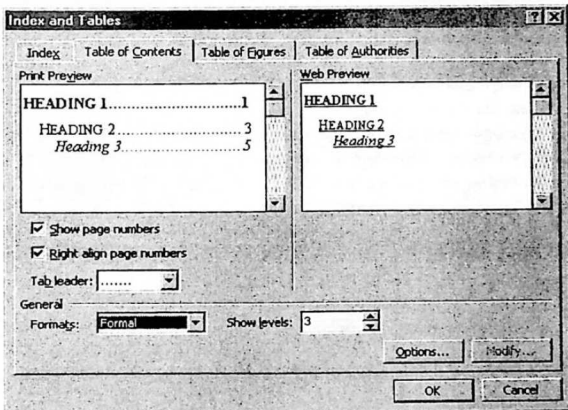 Index and Tables
Index
Table of Contents
Table of Figures
Table of Authorities
Print Preview
HEADING 1..............................1
HEADING 2..........................3
Heading 3........................5
Web Preview
HEADING 1
HEADING 2
Heading 3
Show page numbers
Right align page numbers
Tab leader: .......
General
Formats: Formal
Show levels: 3
Options... Modify...
OK Cancel